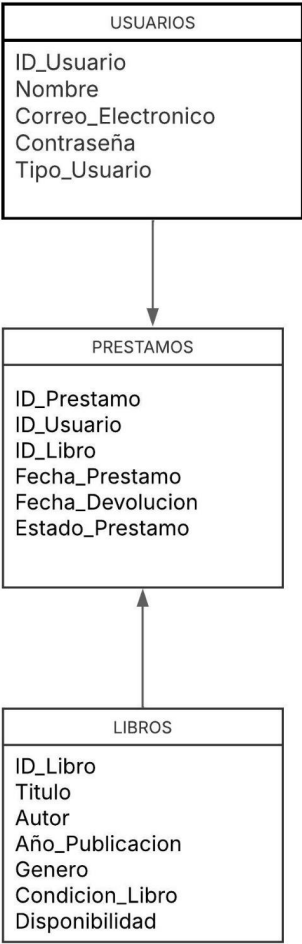 USUARIOS
ID_Usuario
Nombre
Correo_Electronico
Contraseña
Tipo_Usuario
PRESTAMOS
ID_Prestamo
ID_Usuario
ID_Libro
Fecha_Prestamo
Fecha_Devolucion
Estado_Prestamo
LIBROS
ID_Libro
Titulo
Autor
Año_Publicacion
Genero
Condicion_Libro
Disponibilidad